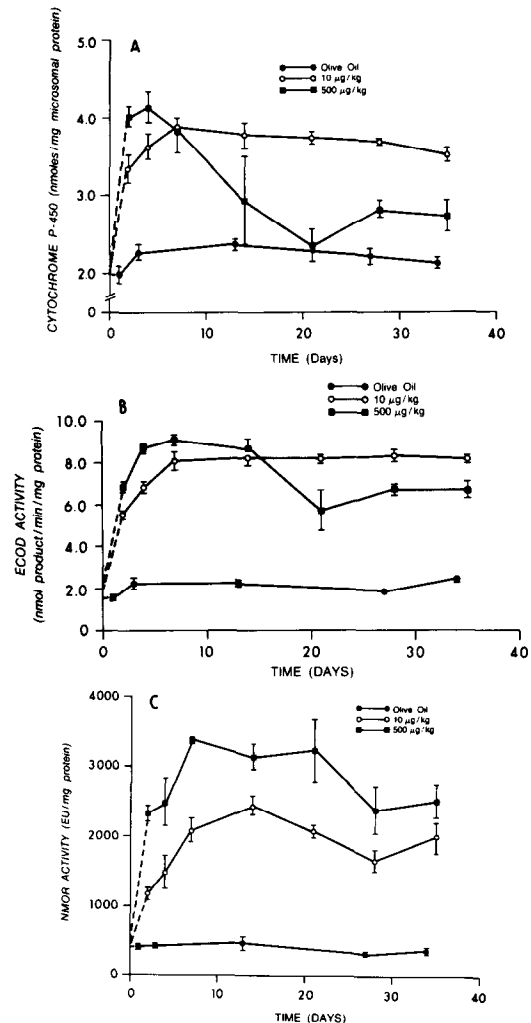 A
CYTOCHROME P-450 (nmoles/mg microsomal protein)
5.0
4.0
3.0
2.0
0
Olive Oil
10 µg/kg
500 µg/kg
0 10 20 30 40
TIME (Days)
B
ECOD ACTIVITY
(nmol product/min/mg protein)
10.0
8.0
6.0
4.0
2.0
0
Olive Oil
10 µg/kg
500 µg/kg
0 10 20 30 40
TIME (DAYS)
C
NMOR ACTIVITY (EU/mg protein)
4000
3000
2000
1000
0
Olive Oil
10 µg/kg
500 µg/kg
0 10 20 30 40
TIME (DAYS)